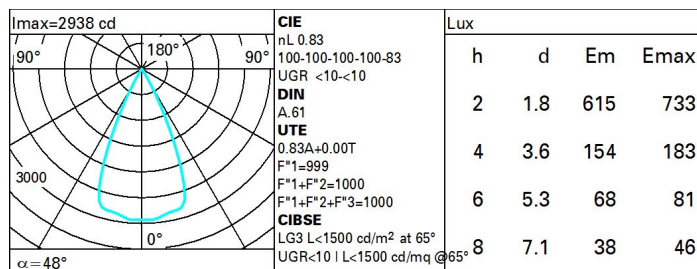 Imax=2938 cd
90° 180° 90°
3000
0°
α=48°
CIE
nL 0.83
100-100-100-100-83
UGR <10-<10
DIN
A.61
UTE
0.83A+0.00T
F"1=999
F"1+F"2=1000
F"1+F"2+F"3=1000
CIBSE
LG3 L<1500 cd/m² at 65°
UGR<10 | L<1500 cd/mq @65°
Lux
h d Em Emax
2 1.8 615 733
4 3.6 154 183
6 5.3 68 81
8 7.1 38 46